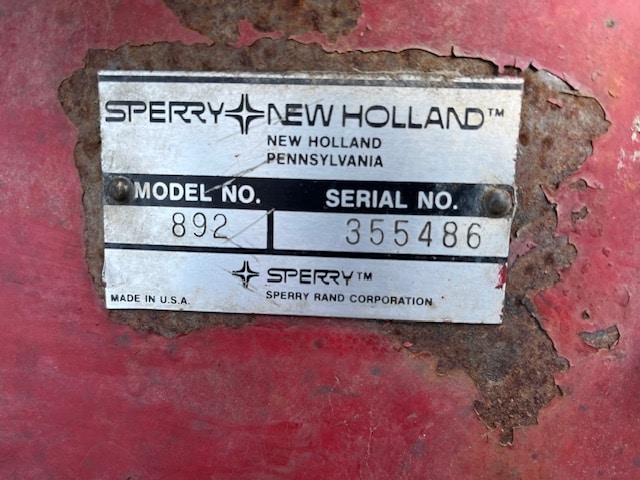 SPERRY NEW HOLLAND™
NEW HOLLAND
PENNSYLVANIA
MODEL NO. SERIAL NO.
892 355486
SPERRY™
MADE IN U.S.A. SPERRY RAND CORPORATION